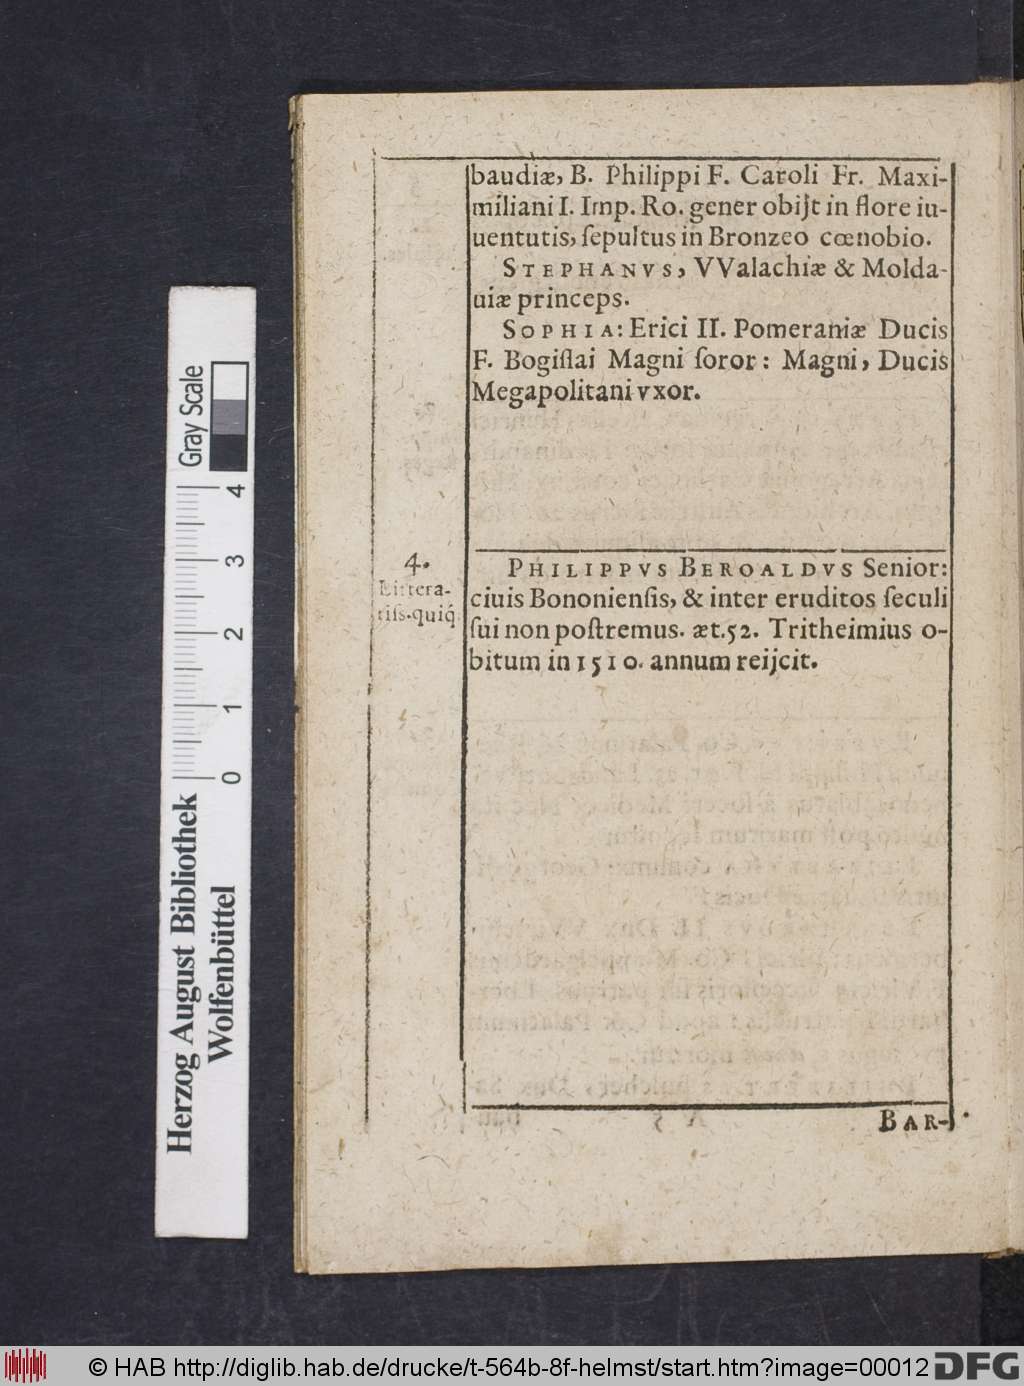 baudiæ, B. Philippi F. Caroli Fr. Maxi-
miliani I. Imp. Ro. gener obijt in flore iu-
uentutis, ſepultus in Bronzeo cœnobio.
STEPHANVS, VValachiæ & Molda-
uiæ princeps.
SOPHIA: Erici II. Pomeraniæ Ducis
F. Bogiſlai Magni ſoror: Magni, Ducis
Megapolitani vxor.
4.
Littera-
tiſs. quiq́
PHILIPPVS BEROALDVS Senior:
ciuis Bononienſis, & inter eruditos ſeculi
ſui non poſtremus. æt. 52. Tritheimius o-
bitum in 1510. annum reijcit.
BAR-
Gray Scale
4
3
2
1
0
Herzog August Bibliothek
Wolfenbüttel
© HAB http://diglib.hab.de/drucke/t-564b-8f-helmst/start.htm?image=00012
DFG